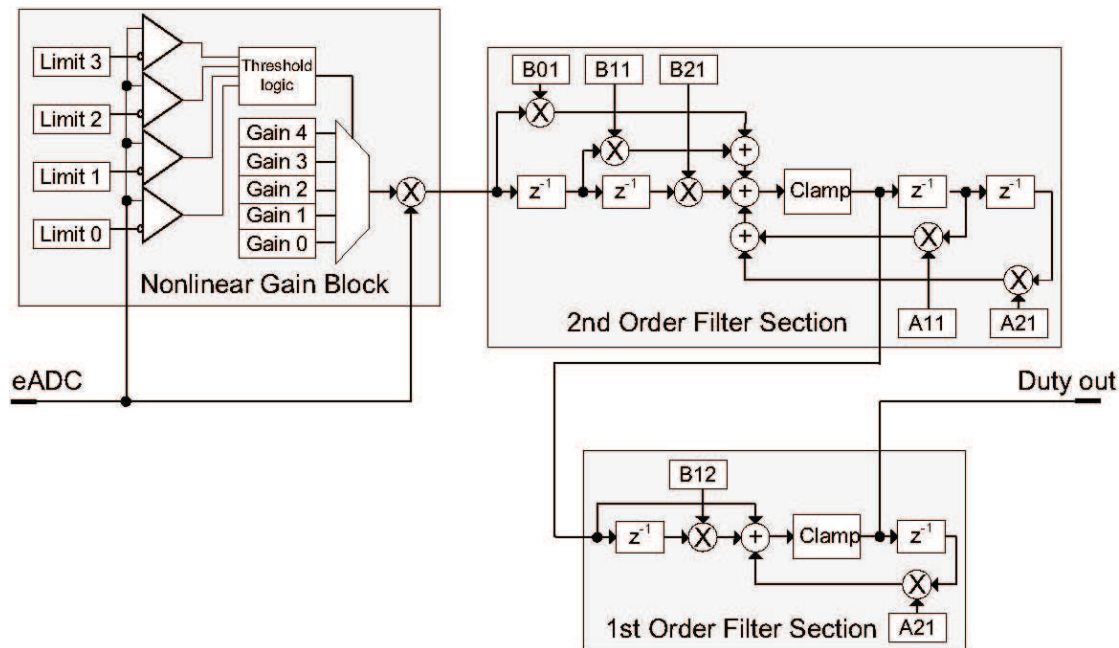 Limit 3
Limit 2
Limit 1
Limit 0
Threshold
logic
Gain 4
Gain 3
Gain 2
Gain 1
Gain 0
X
Nonlinear Gain Block
eADC
B01
B11
B21
X
X
+
z⁻¹
z⁻¹
X
+
Clamp
z⁻¹
z⁻¹
+
X
X
A11
A21
2nd Order Filter Section
Duty out
B12
z⁻¹
X
+
Clamp
z⁻¹
X
A21
1st Order Filter Section